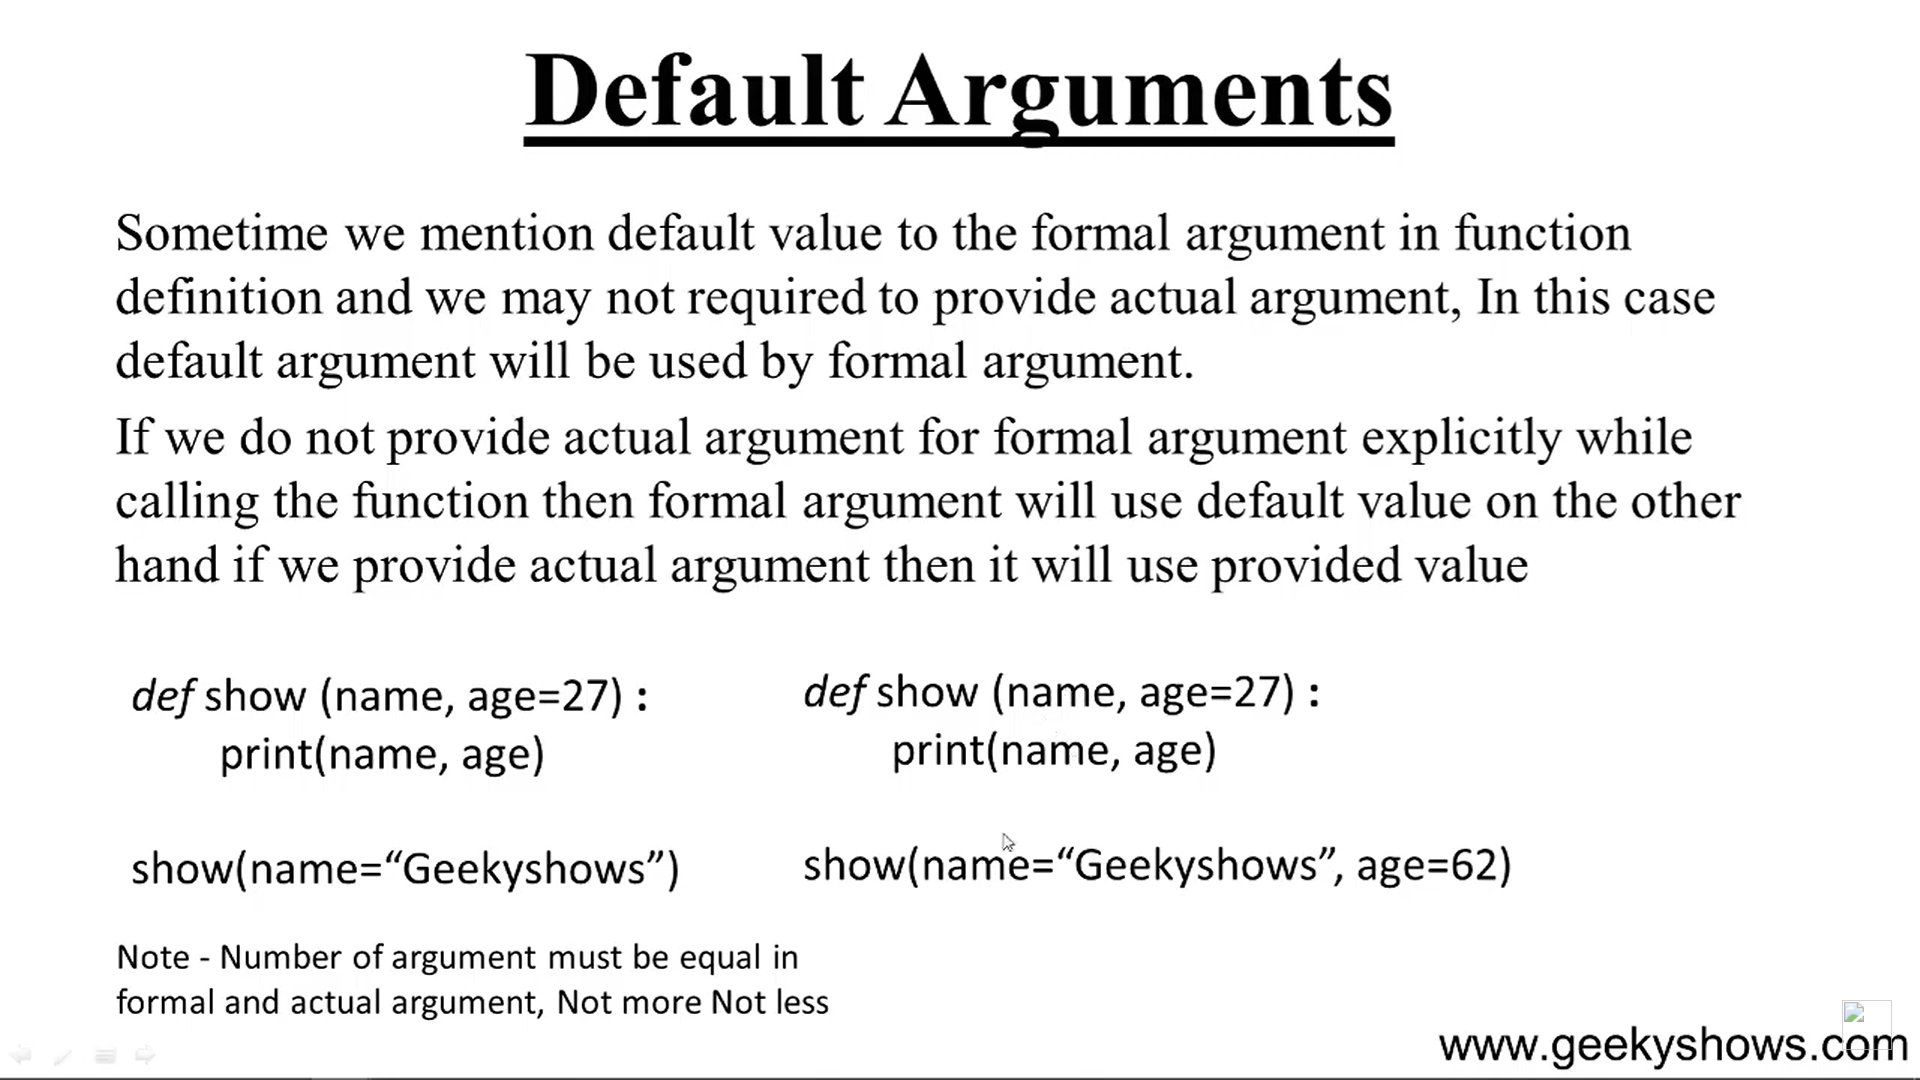 Default Arguments
Sometime we mention default value to the formal argument in function
definition and we may not required to provide actual argument, In this case
default argument will be used by formal argument.
If we do not provide actual argument for formal argument explicitly while
calling the function then formal argument will use default value on the other
hand if we provide actual argument then it will use provided value
def show (name, age=27) :
print(name, age)
show(name=“Geekyshows”)
def show (name, age=27) :
print(name, age)
show(name=“Geekyshows”, age=62)
Note - Number of argument must be equal in
formal and actual argument, Not more Not less
www.geekyshows.com